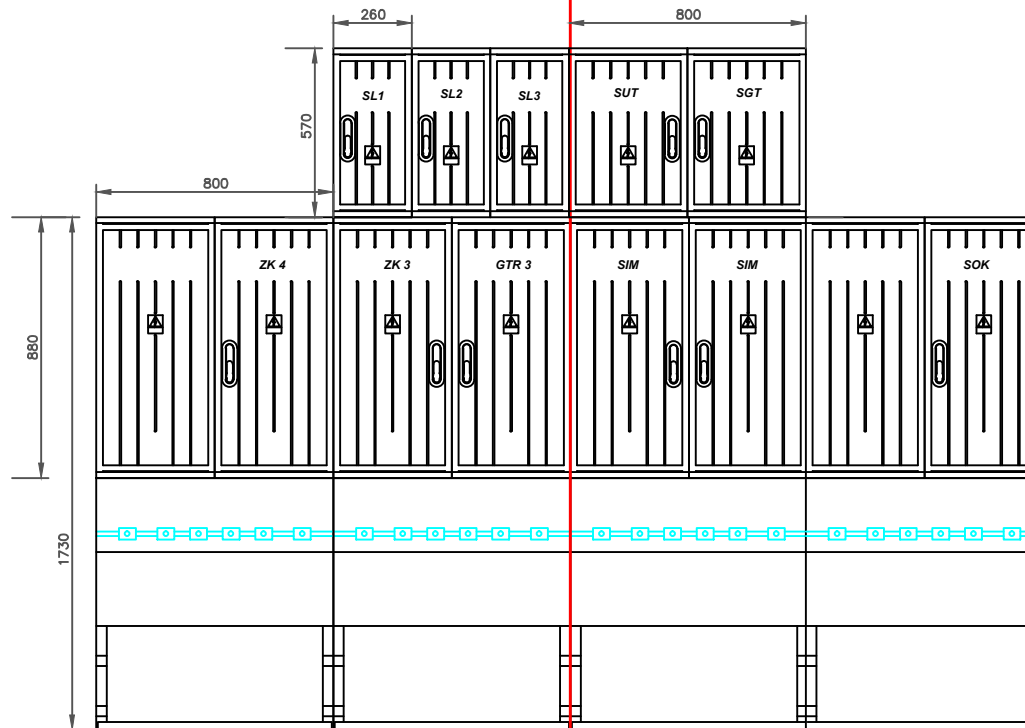 260
800
SL1
SL2
SL3
SUT
SGT
570
800
ZK 4
ZK 3
GTR 3
SIM
SIM
SOK
880
1730